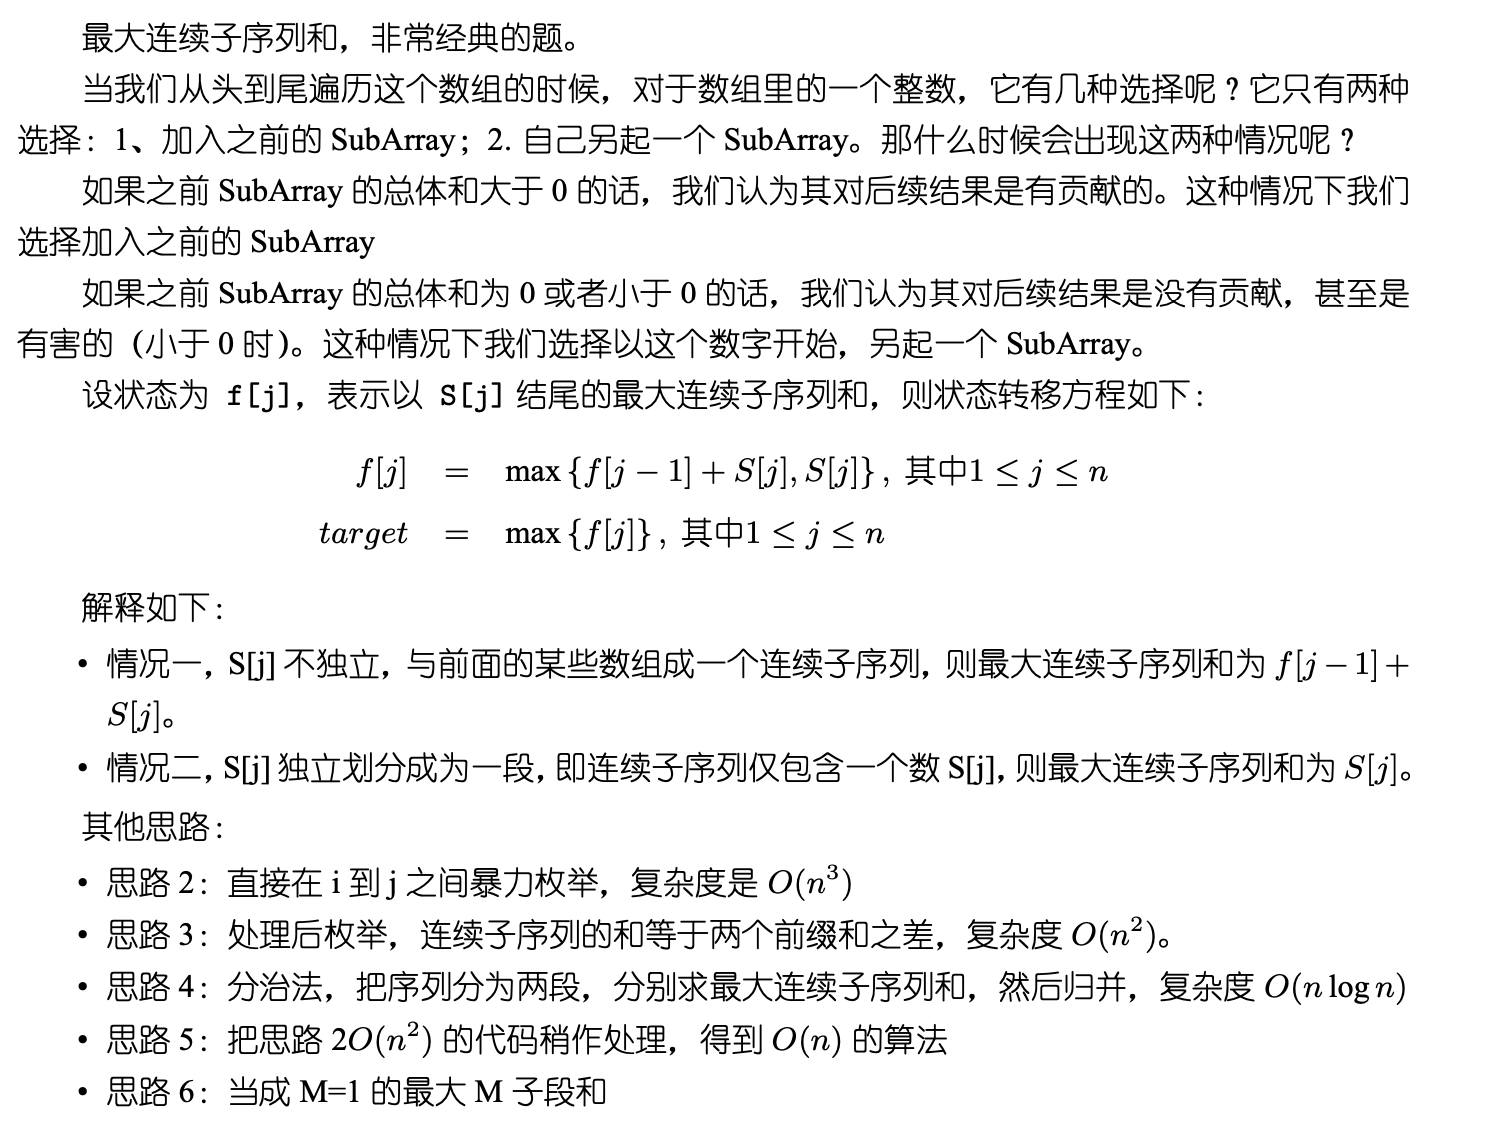 最大连续子序列和，非常经典的题。
当我们从头到尾遍历这个数组的时候，对于数组里的一个整数，它有几种选择呢？它只有两种
选择：1、加入之前的 SubArray；2. 自己另起一个 SubArray。那什么时候会出现这两种情况呢？
如果之前 SubArray 的总体和大于 0 的话，我们认为其对后续结果是有贡献的。这种情况下我们
选择加入之前的 SubArray
如果之前 SubArray 的总体和为 0 或者小于 0 的话，我们认为其对后续结果是没有贡献，甚至是
有害的（小于 0 时）。这种情况下我们选择以这个数字开始，另起一个 SubArray。
设状态为 f[j]，表示以 S[j] 结尾的最大连续子序列和，则状态转移方程如下：
f[j] = max {f[j − 1] + S[j], S[j]} , 其中1 ≤ j ≤ n
target = max {f[j]} , 其中1 ≤ j ≤ n
解释如下：
• 情况一，S[j] 不独立，与前面的某些数组成一个连续子序列，则最大连续子序列和为 f[j − 1] +
S[j]。
• 情况二，S[j] 独立划分成为一段，即连续子序列仅包含一个数 S[j]，则最大连续子序列和为 S[j]。
其他思路：
• 思路 2：直接在 i 到 j 之间暴力枚举，复杂度是 O(n³)
• 思路 3：处理后枚举，连续子序列的和等于两个前缀和之差，复杂度 O(n²)。
• 思路 4：分治法，把序列分为两段，分别求最大连续子序列和，然后归并，复杂度 O(n log n)
• 思路 5：把思路 2O(n²) 的代码稍作处理，得到 O(n) 的算法
• 思路 6：当成 M=1 的最大 M 子段和